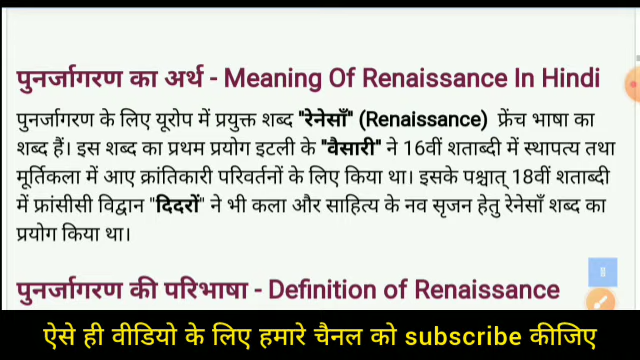 पुनर्जागरण का अर्थ - Meaning Of Renaissance In Hindi
पुनर्जागरण के लिए यूरोप में प्रयुक्त शब्द "रेनेसाँ" (Renaissance) फ्रेंच भाषा का
शब्द हैं। इस शब्द का प्रथम प्रयोग इटली के "वैसारी" ने 16वीं शताब्दी में स्थापत्य तथा
मूर्तिकला में आए क्रांतिकारी परिवर्तनों के लिए किया था। इसके पश्चात् 18वीं शताब्दी
में फ्रांसीसी विद्वान "दिदरों" ने भी कला और साहित्य के नव सृजन हेतु रेनेसाँ शब्द का
प्रयोग किया था।
पुनर्जागरण की परिभाषा - Definition of Renaissance
ऐसे ही वीडियो के लिए हमारे चैनल को subscribe कीजिए